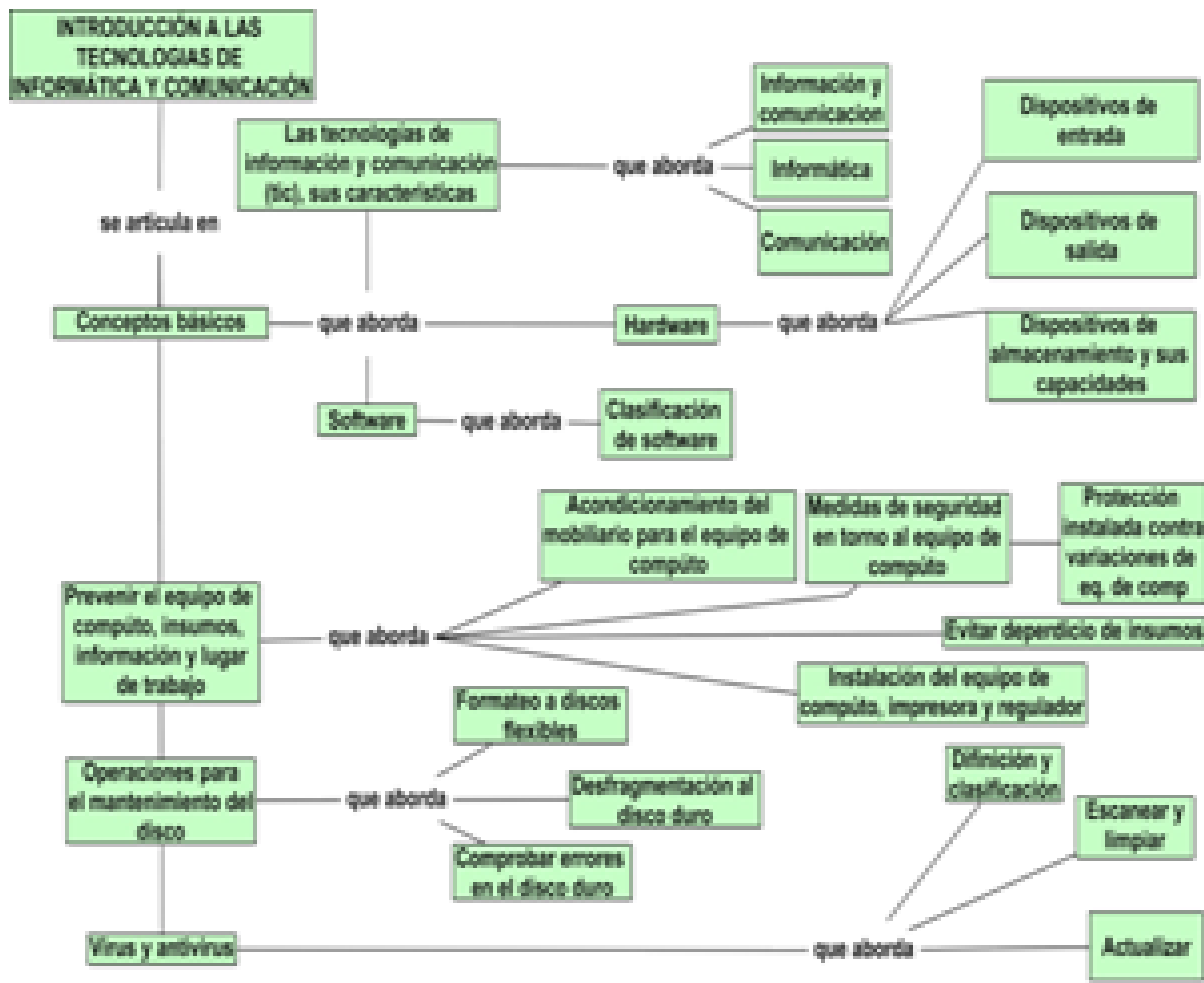 INTRODUCCIÓN A LAS
TECNOLOGIAS DE
INFORMÁTICA Y COMUNICACIÓN
se artícula en
Las tecnologías de
información y comunicación
(tic), sus características
que aborda
Información y
comunicacion
Informática
Comunicación
Conceptos básicos
que aborda
Hardware
que aborda
Dispositivos de
entrada
Dispositivos de
salida
Dispositivos de
almacenamiento y sus
capacidades
Software
que aborda
Clasificación
de software
Prevenir el equipo de
compúto, insumos,
información y lugar
de trabajo
que aborda
Acondicionamiento del
mobiliario para el equipo de
compúto
Medidas de seguridad
en torno al equipo de
compúto
Protección
instalada contra
variaciones de
eq. de comp
Evitar deperdicio de insumos
Instalación del equipo de
compúto, impresora y regulador
Operaciones para
el mantenimiento del
disco
que aborda
Formateo a discos
flexibles
Desfragmentación al
disco duro
Comprobar errores
en el disco duro
Virus y antivirus
que aborda
Difinición y
clasificación
Escanear y
limpiar
Actualizar